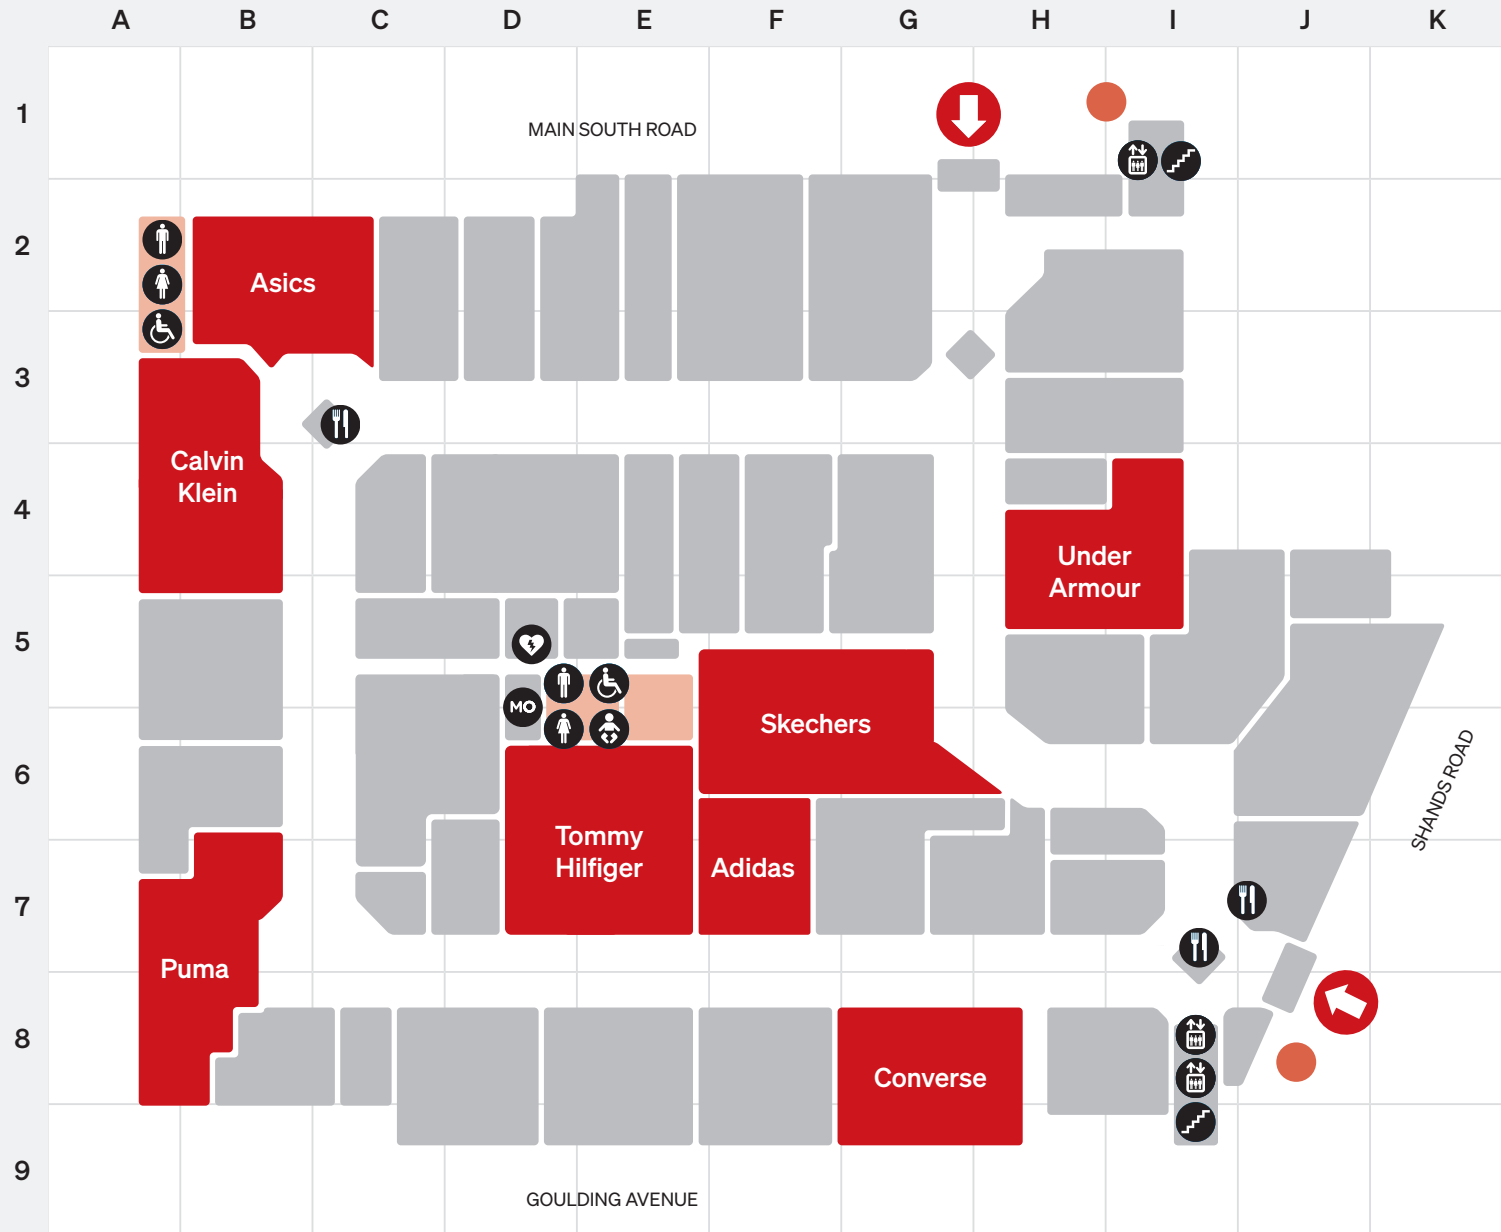 A B C D E F G H I J K
1
MAIN SOUTH ROAD
2
Asics
3
Calvin
Klein
4
Under
Armour
5
MO
Skechers
6
SHANDS ROAD
Tommy
Hilfiger
Adidas
7
Puma
8
Converse
9
GOULDING AVENUE